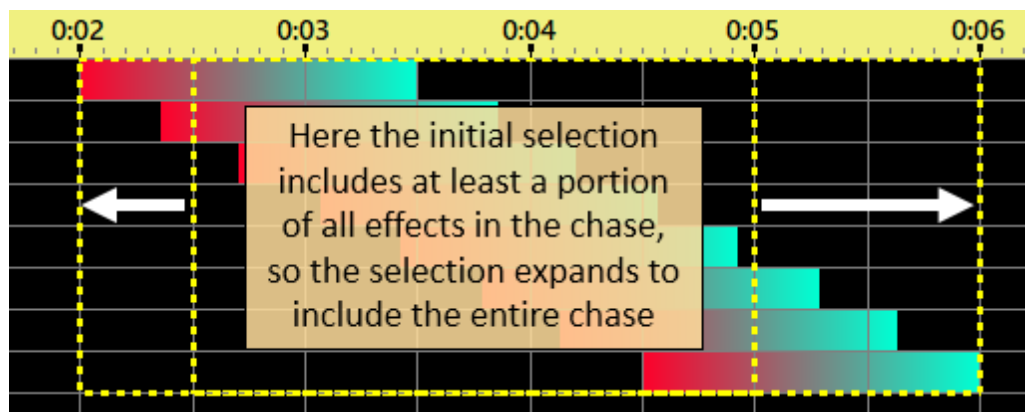 0:02 0:03 0:04 0:05 0:06
Here the initial selection
includes at least a portion
of all effects in the chase,
so the selection expands to
include the entire chase